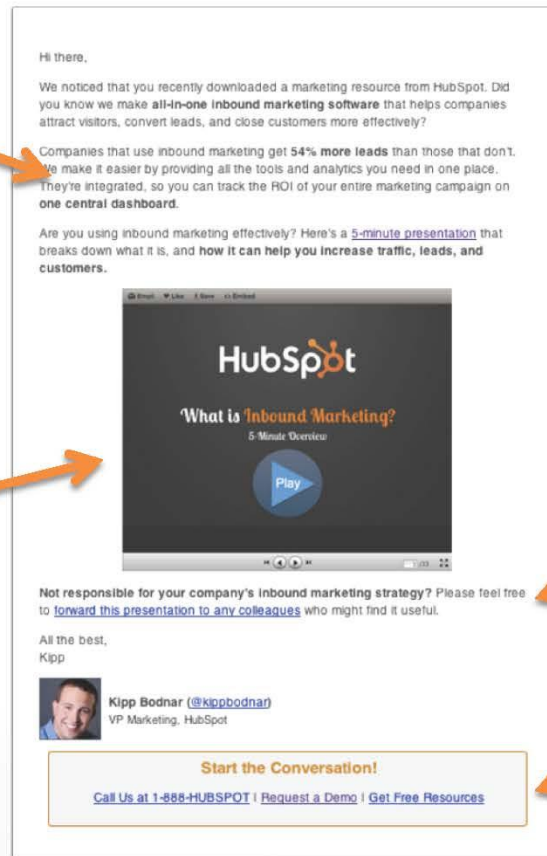 Hi there,
We noticed that you recently downloaded a marketing resource from HubSpot. Did
you know we make all-in-one inbound marketing software that helps companies
attract visitors, convert leads, and close customers more effectively?
Companies that use inbound marketing get 54% more leads than those that don't.
We make it easier by providing all the tools and analytics you need in one place.
They're integrated, so you can track the ROI of your entire marketing campaign on
one central dashboard.
Are you using inbound marketing effectively? Here's a 5-minute presentation that
breaks down what it is, and how it can help you increase traffic, leads, and
customers.
Email Like Save Embed
HubSpot
What is Inbound Marketing?
5-Minute Overview
Play
Not responsible for your company's inbound marketing strategy? Please feel free
to forward this presentation to any colleagues who might find it useful.
All the best,
Kipp
Kipp Bodnar (@kippbodnar)
VP Marketing, HubSpot
Start the Conversation!
Call Us at 1-888-HUBSPOT | Request a Demo | Get Free Resources